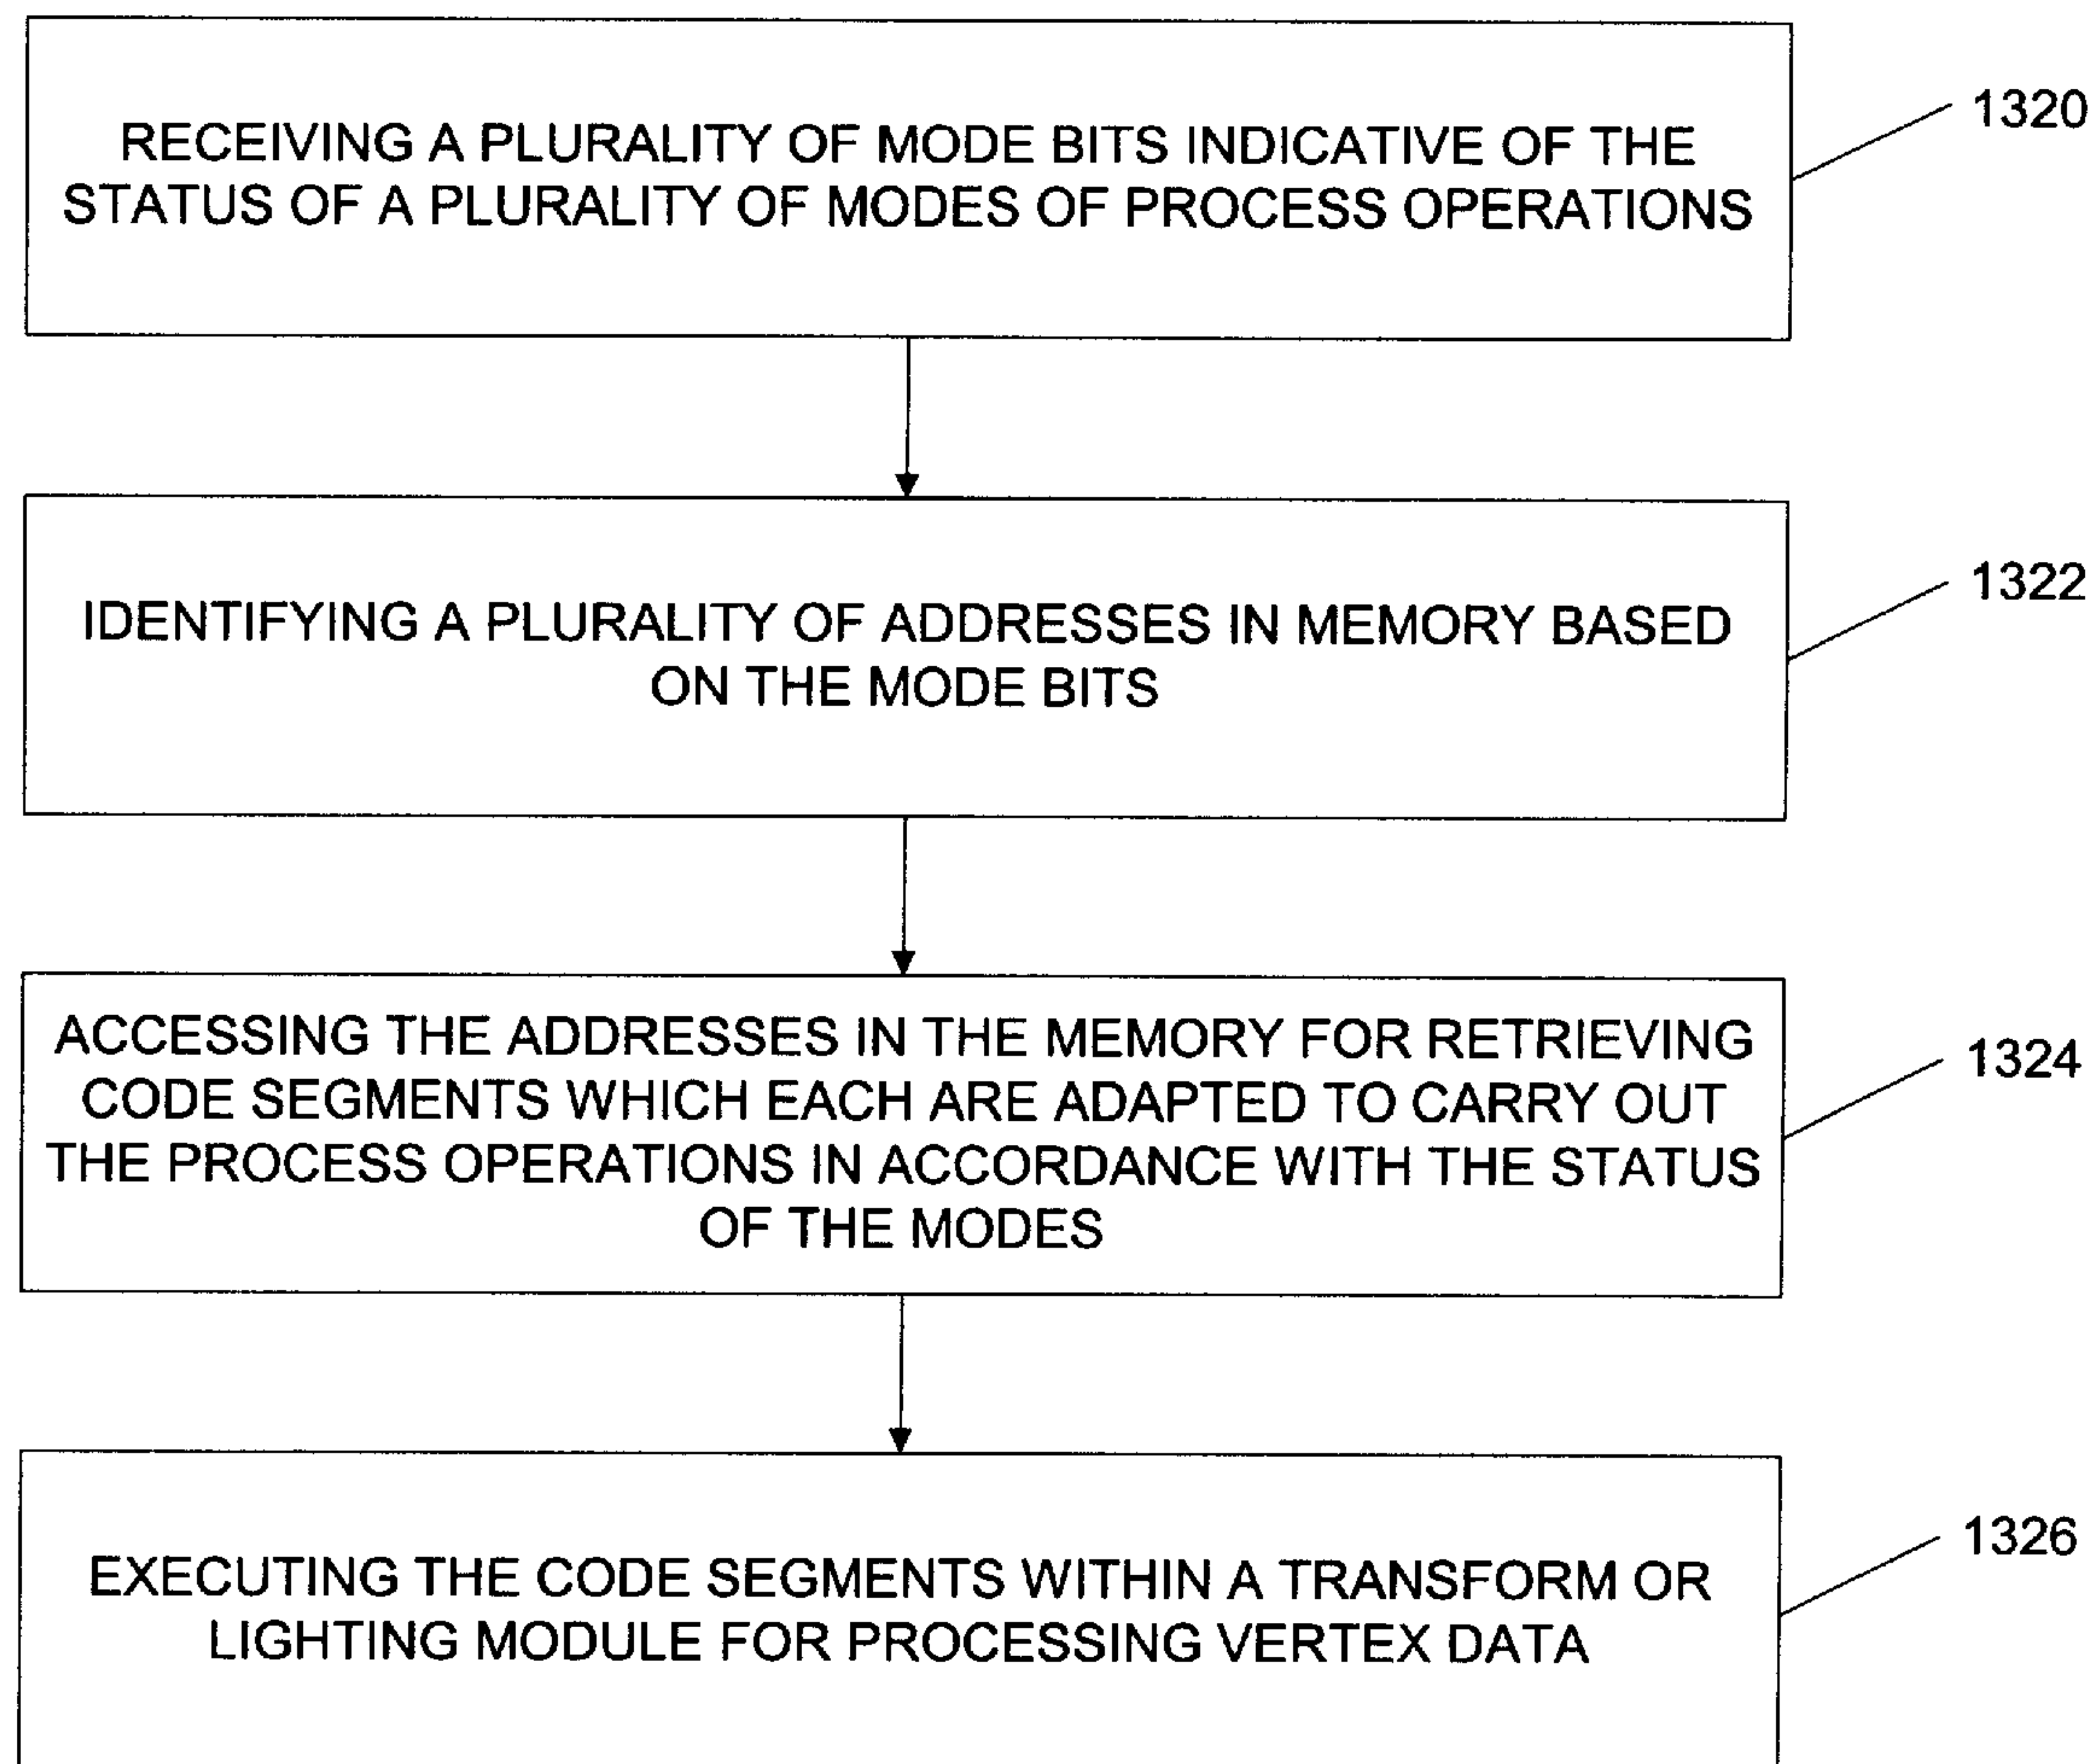 RECEIVING A PLURALITY OF MODE BITS INDICATIVE OF THE
STATUS OF A PLURALITY OF MODES OF PROCESS OPERATIONS
1320
IDENTIFYING A PLURALITY OF ADDRESSES IN MEMORY BASED
ON THE MODE BITS
1322
ACCESSING THE ADDRESSES IN THE MEMORY FOR RETRIEVING
CODE SEGMENTS WHICH EACH ARE ADAPTED TO CARRY OUT
THE PROCESS OPERATIONS IN ACCORDANCE WITH THE STATUS
OF THE MODES
1324
EXECUTING THE CODE SEGMENTS WITHIN A TRANSFORM OR
LIGHTING MODULE FOR PROCESSING VERTEX DATA
1326